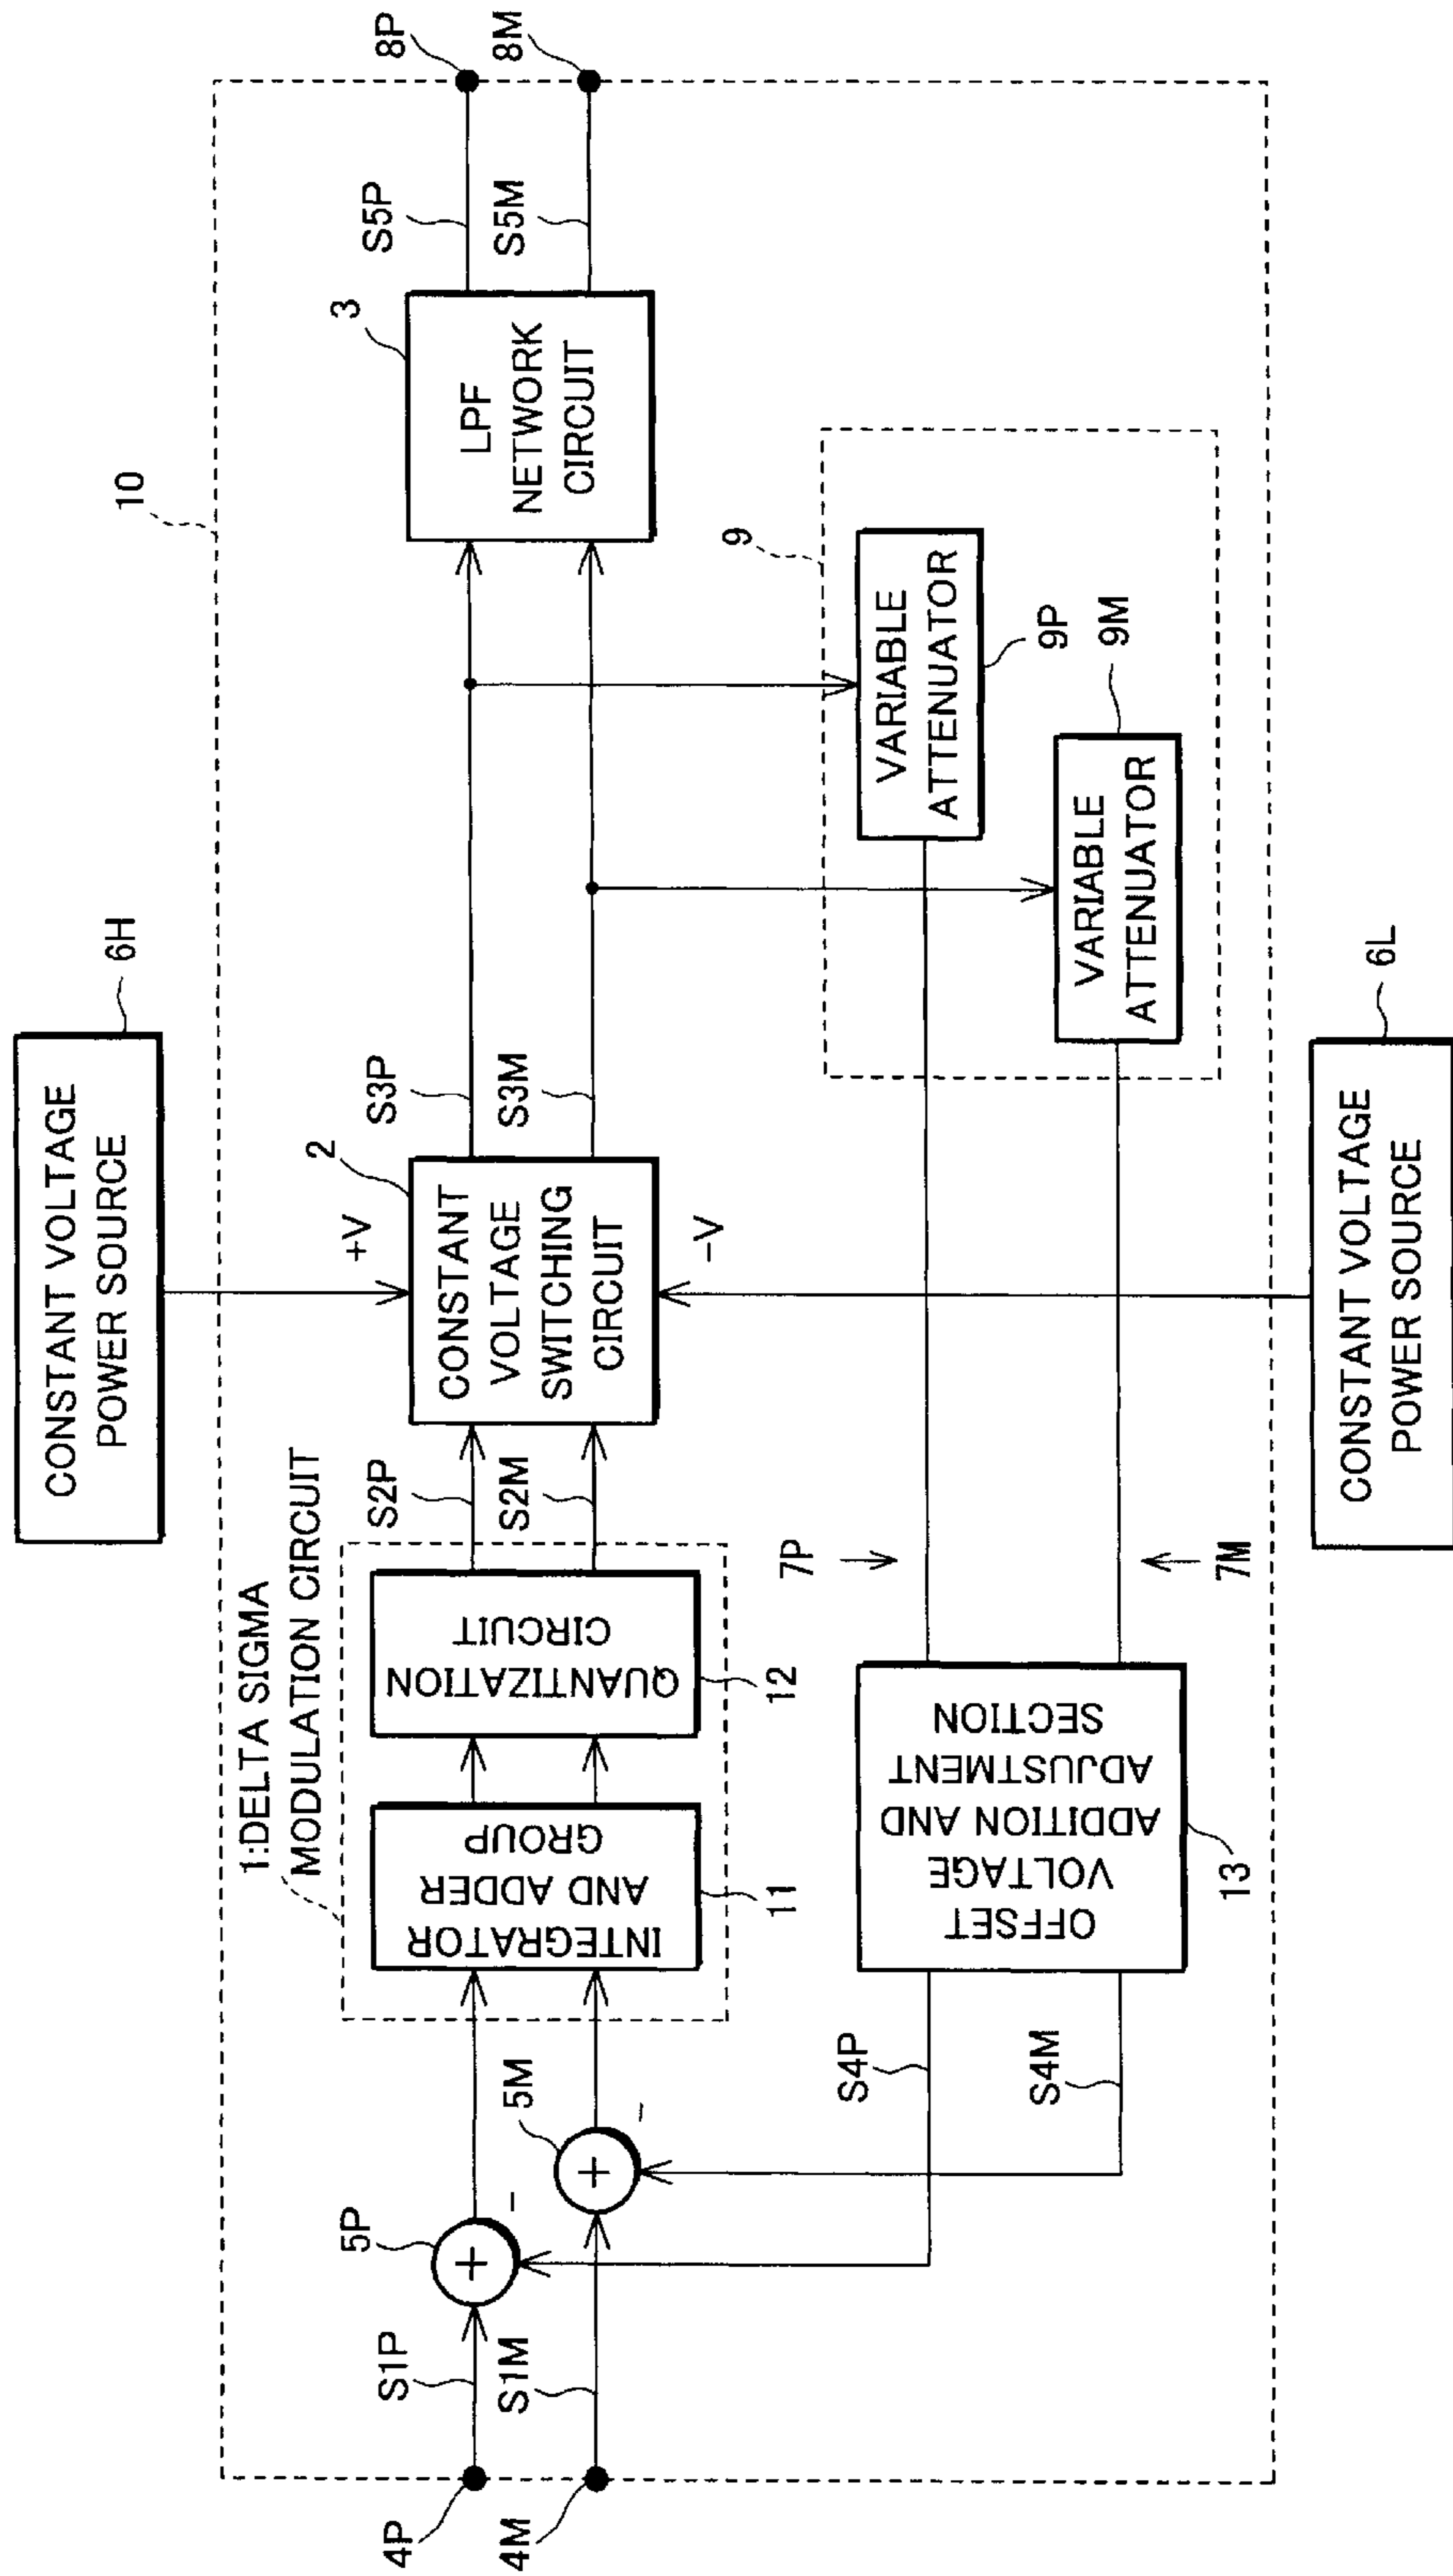 CONSTANT VOLTAGE
POWER SOURCE
6H
10
1:DELTA SIGMA
MODULATION CIRCUIT
+V
2
3
4P
S1P
5P
-
INTEGRATOR
AND ADDER
GROUP
11
QUANTIZATION
CIRCUIT
12
S2P
CONSTANT
VOLTAGE
SWITCHING
CIRCUIT
S3P
LPF
NETWORK
CIRCUIT
S5P
8P
4M
S1M
5M
-
S2M
S3M
S5M
8M
-V
9
VARIABLE
ATTENUATOR
9P
VARIABLE
ATTENUATOR
9M
7P
7M
S4P
S4M
OFFSET
VOLTAGE
ADDITION AND
ADJUSTMENT
SECTION
13
CONSTANT VOLTAGE
POWER SOURCE
6L